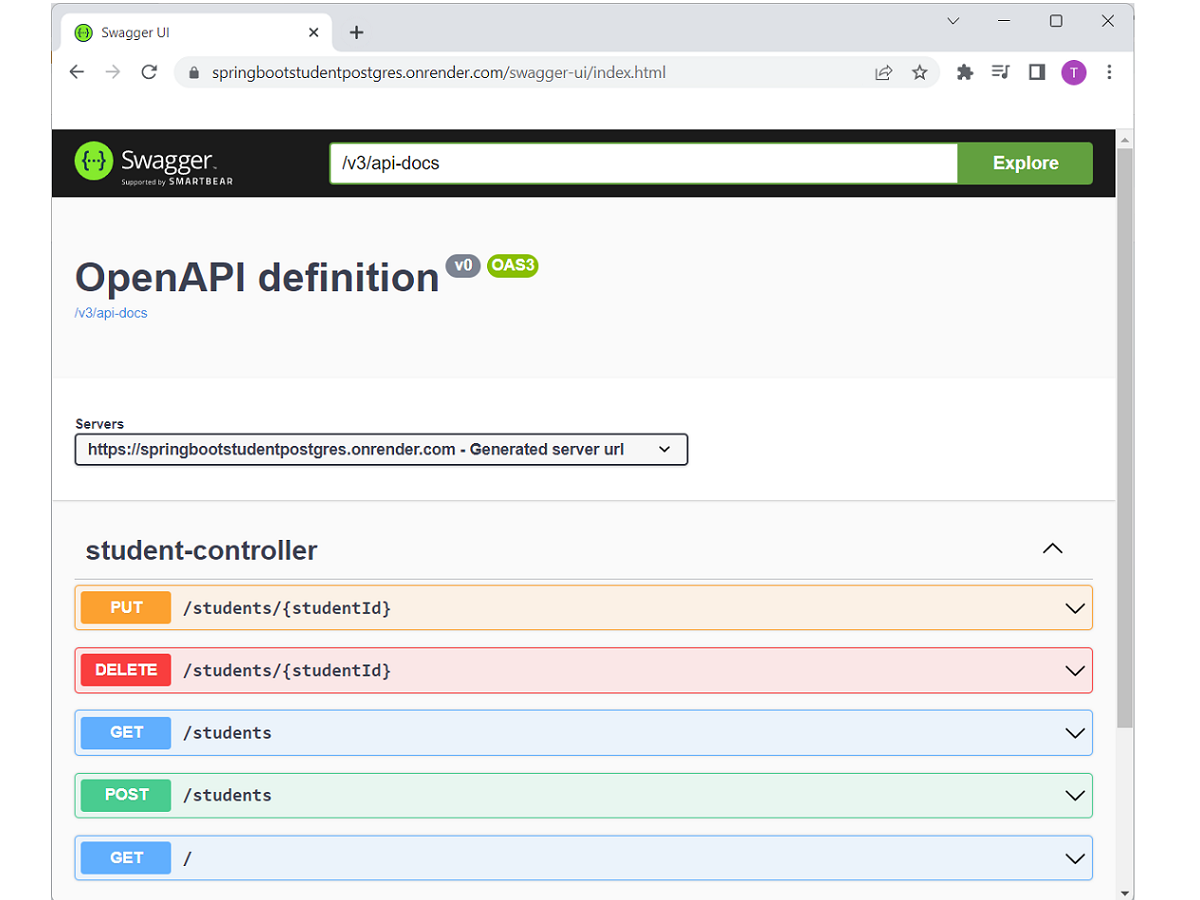 Swagger UI
springbootstudentpostgres.onrender.com/swagger-ui/index.html
T
{...} Swagger™
Supported by SMARTBEAR
/v3/api-docs
Explore
OpenAPI definition v0 OAS3
/v3/api-docs
Servers
https://springbootstudentpostgres.onrender.com - Generated server url
student-controller
PUT /students/{studentId}
DELETE /students/{studentId}
GET /students
POST /students
GET /